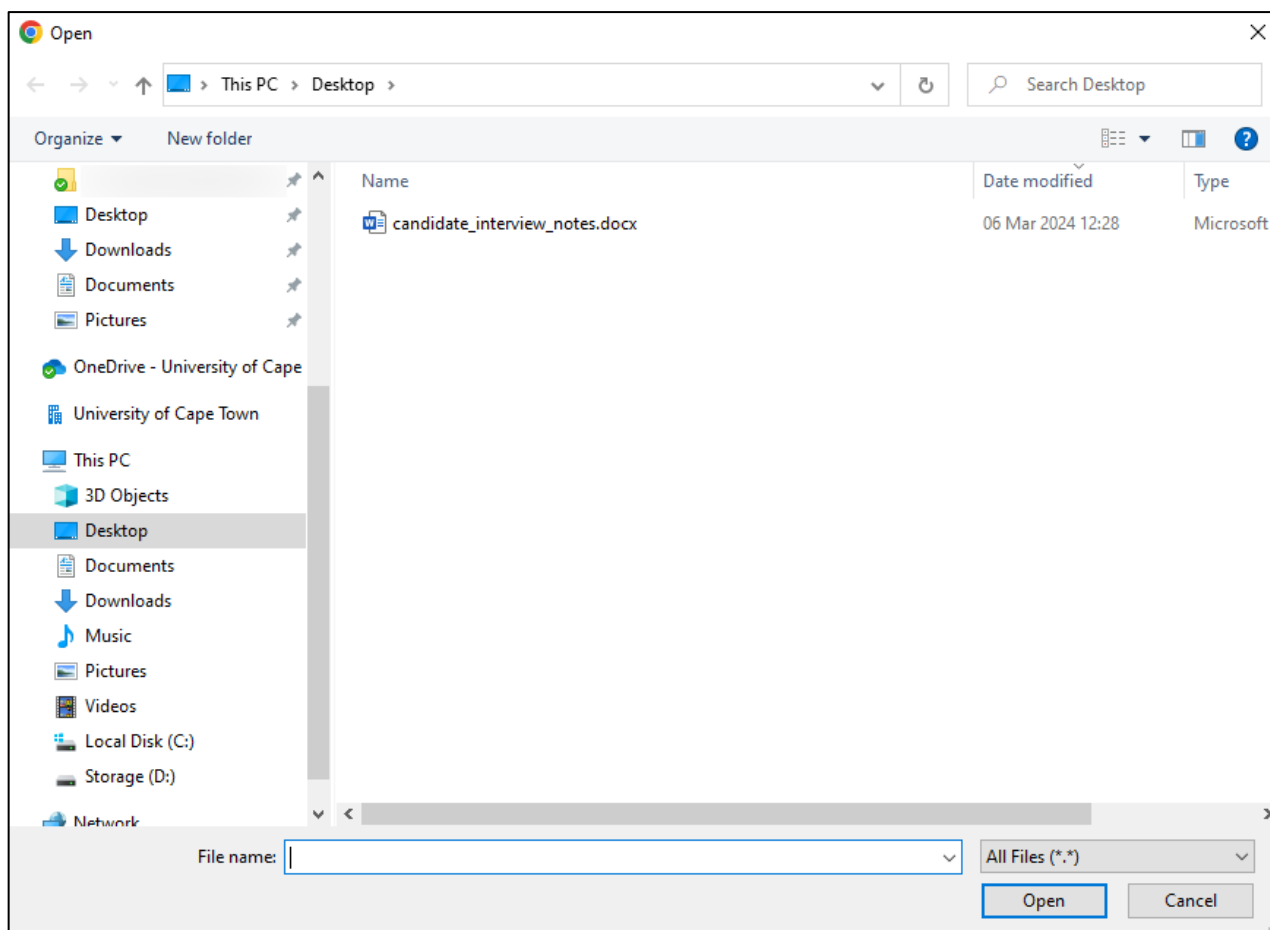 Open
This PC > Desktop >
Search Desktop
Organize New folder
?
Name Date modified Type
candidate_interview_notes.docx 06 Mar 2024 12:28 Microsoft
Desktop
Downloads
Documents
Pictures
OneDrive - University of Cape
University of Cape Town
This PC
3D Objects
Desktop
Documents
Downloads
Music
Pictures
Videos
Local Disk (C:)
Storage (D:)
Network
File name: All Files (*.*)
Open Cancel